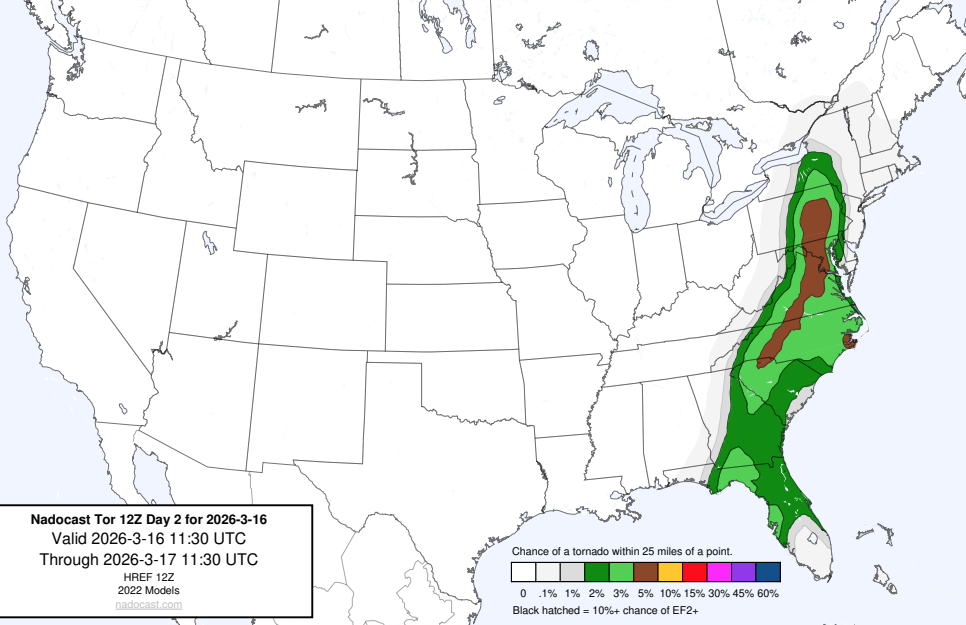 Nadocast Tor 12Z Day 2 for 2026-3-16
Valid 2026-3-16 11:30 UTC
Through 2026-3-17 11:30 UTC
HREF 12Z
2022 Models
nadocast.com
Chance of a tornado within 25 miles of a point.
0 .1% 1% 2% 3% 5% 10% 15% 30% 45% 60%
Black hatched = 10%+ chance of EF2+